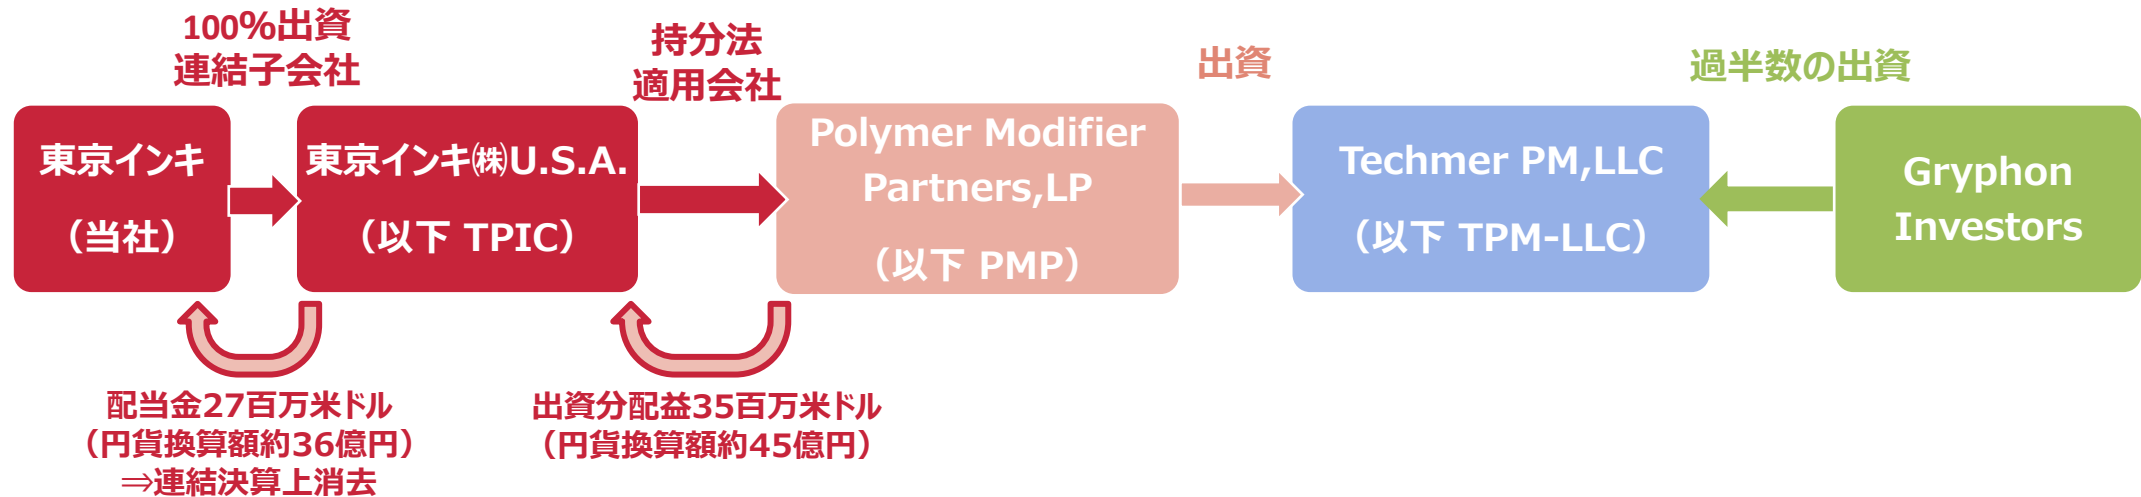 100%出資
連結子会社
持分法
適用会社
出資
過半数の出資
東京インキ
（当社）
東京インキ㈱U.S.A.
（以下 TPIC）
Polymer Modifier
Partners,LP
（以下 PMP）
Techmer PM,LLC
（以下 TPM-LLC）
Gryphon
Investors
配当金27百万米ドル
（円貨換算額約36億円）
⇒連結決算上消去
出資分配益35百万米ドル
（円貨換算額約45億円）